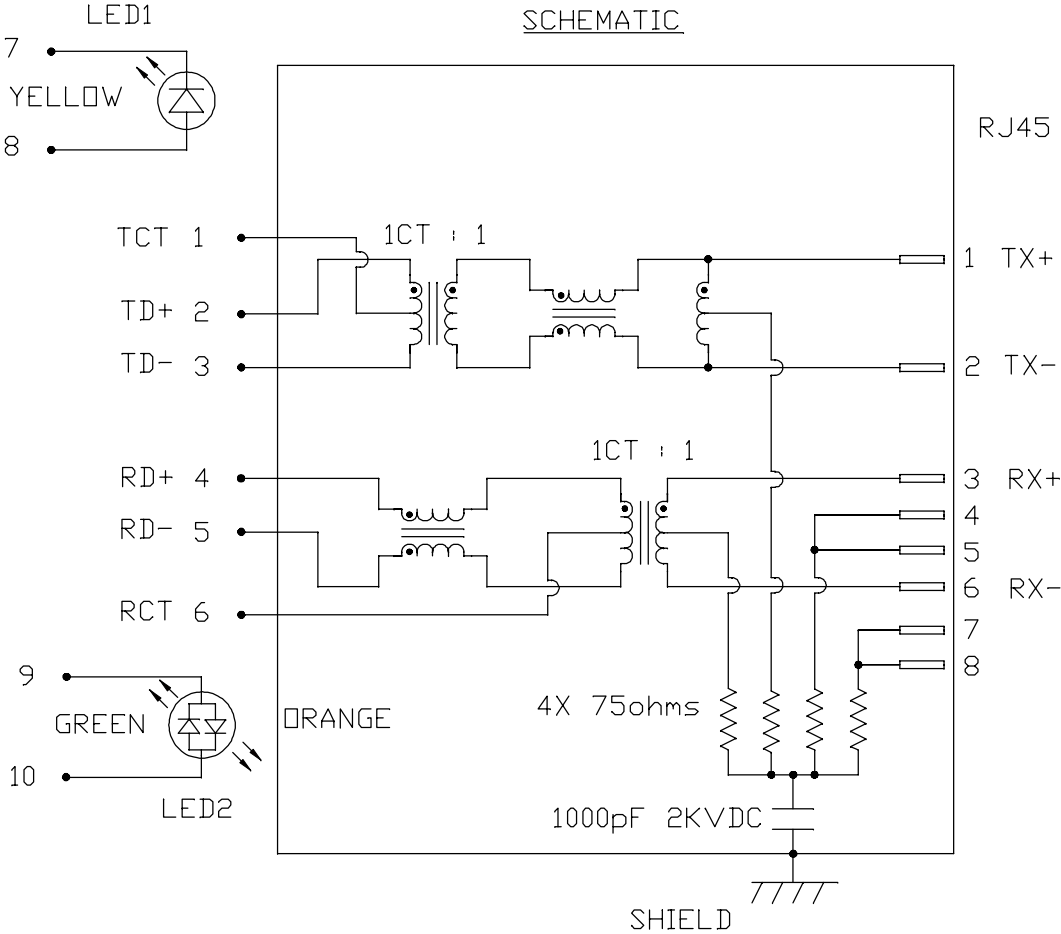 LED1
SCHEMATIC
7
YELLOW
8
RJ45
TCT 1
1CT : 1
1 TX+
TD+ 2
TD- 3
2 TX-
1CT : 1
RD+ 4
3 RX+
4
RD- 5
5
6 RX-
RCT 6
7
8
9
4X 75ohms
GREEN
ORANGE
10
LED2
1000pF 2KVDC
SHIELD